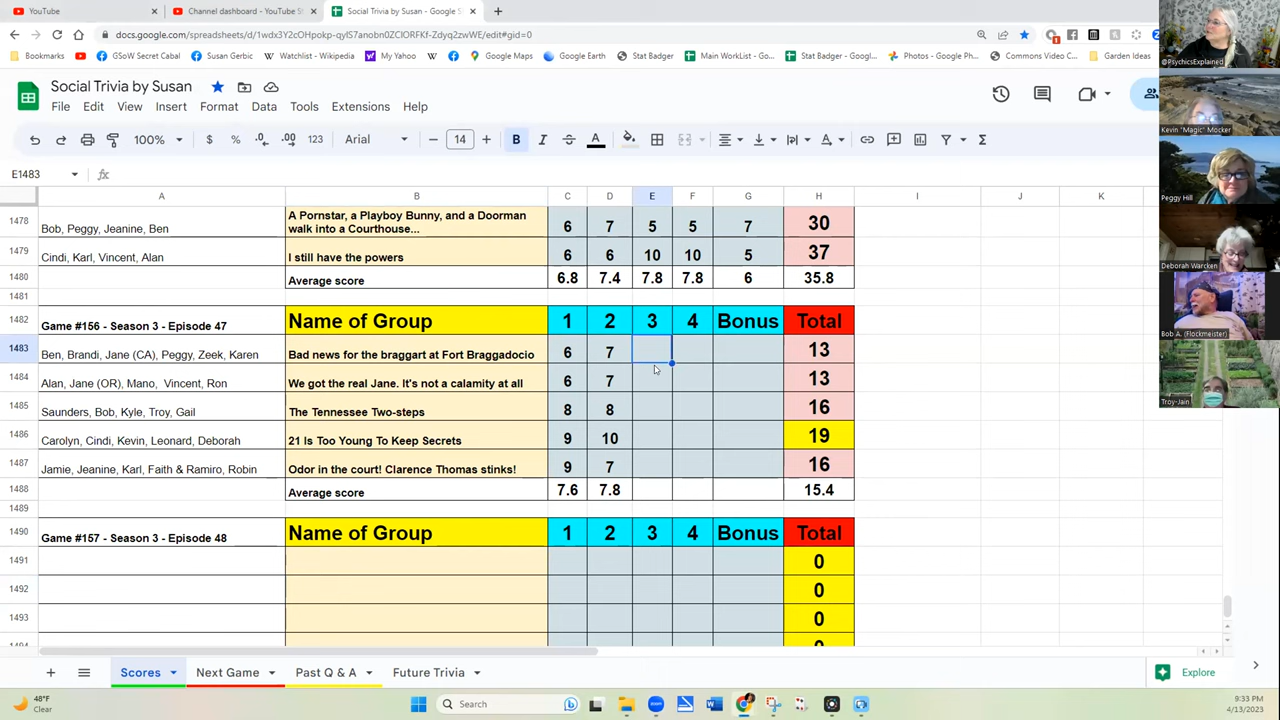 YouTube
Channel dashboard - YouTube St
Social Trivia by Susan - Google S
docs.google.com/spreadsheets/d/1wdx3Y2cOHpokp-qyIS7anobn0ZCIORFKf-ZdyqCZwWE/edit#gid=0
Bookmarks
GSoW Secret Cabal
Susan Gerbic
Watchlist - Wikipedi
My Yahoo
Google Maps
Google Earth
Stat Badger
Main WorkList - Go
Stat Badger - Googl
Photos - Google Ph
Commons Video C
Garden Ideas
Social Trivia by Susan
File Edit View Insert Format Data Tools Extensions Help
100% $ % .0 .00 123 Arial 14 B I A
E1483 fx
A B C D E F G H I J K
1478 Bob, Peggy, Jeanine, Ben A Pornstar, a Playboy Bunny, and a Doorman walk into a Courthouse... 6 7 5 5 7 30
1479 Cindi, Karl, Vincent, Alan I still have the powers 6 6 10 10 5 37
1480 Average score 6.8 7.4 7.8 7.8 6 35.8
1481
1482 Game #156 - Season 3 - Episode 47 Name of Group 1 2 3 4 Bonus Total
1483 Ben, Brandi, Jane (CA), Peggy, Zeek, Karen Bad news for the braggart at Fort Braggadocio 6 7 13
1484 Alan, Jane (OR), Mano, Vincent, Ron We got the real Jane. It's not a calamity at all 6 7 13
1485 Saunders, Bob, Kyle, Troy, Gail The Tennessee Two-steps 8 8 16
1486 Carolyn, Cindi, Kevin, Leonard, Deborah 21 Is Too Young To Keep Secrets 9 10 19
1487 Jamie, Jeanine, Karl, Faith & Ramiro, Robin Odor in the court! Clarence Thomas stinks! 9 7 16
1488 Average score 7.6 7.8 15.4
1489
1490 Game #157 - Season 3 - Episode 48 Name of Group 1 2 3 4 Bonus Total
1491 0
1492 0
1493 0
1494 0
Scores Next Game Past Q & A Future Trivia Explore
48°F
Clear
Search
9:33 PM
4/13/2023
@PsychicsExplained
Kevin "Magic" Mocker
Peggy Hill
Deborah Warcken
Bob A. (Flockmeister)
Troy-Jain